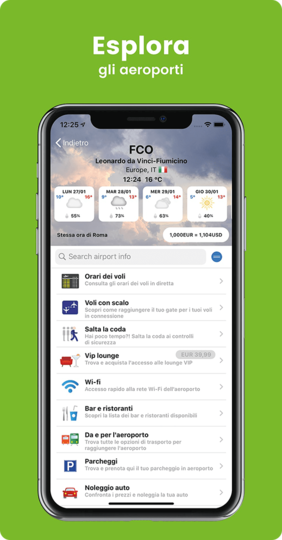 Esplora
gli aeroporti
12:25
Indietro
FCO
Leonardo da Vinci-Fiumicino
Europe, IT
12:24 16 °C
LUN 27/01 MAR 28/01 MER 29/01 GIO 30/01
10° 16° 9° 13° 5° 14° 5° 13°
55% 73% 63% 46%
Stessa ora di Roma 1,000EUR = 1,104USD
Search airport info
Orari dei voli
Consulta gli orari dei voli in diretta
Voli con scalo
Scopri come raggiungere il tuo gate per i tuoi voli
in connessione
Salta la coda
Hai poco tempo?! Salta la coda ai controlli
di sicurezza
Vip lounge EUR 39,95
Trova e acquista l'accesso alle lounge VIP
Wi-fi
Accesso rapido alla rete Wi-Fi dell'aeroporto
Bar e ristoranti
Scopri la lista dei bar e ristoranti disponibili
Da e per l'aeroporto
Trova tutte le opzioni di trasporto per
raggiungere l'aeroporto
Parcheggi
Trova e prenota qui il tuo parcheggio in aeroporto
Noleggio auto
Confronta i prezzi e noleggia la tua auto